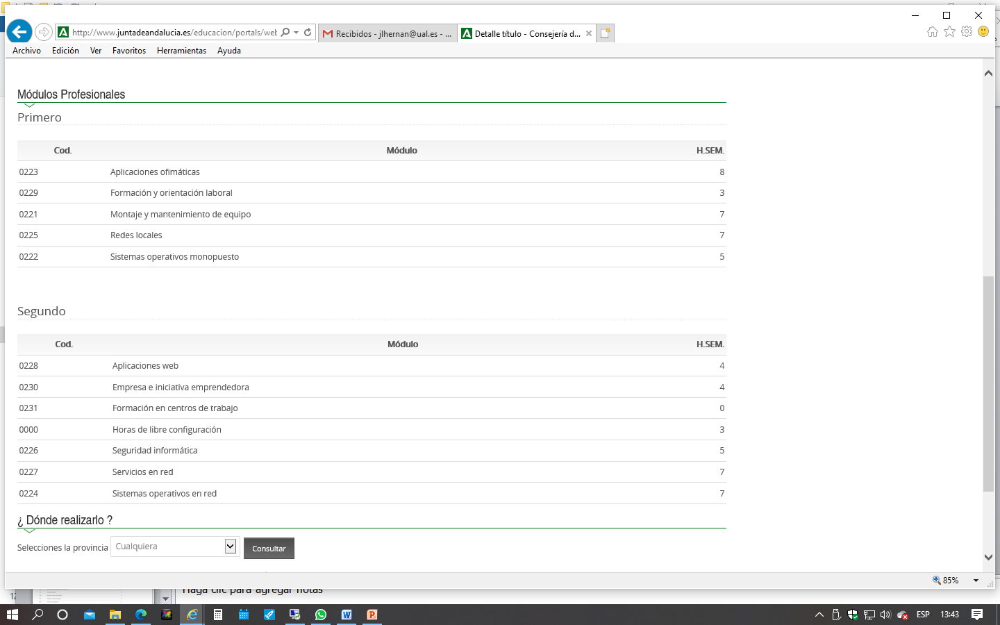 http://www.juntadeandalucia.es/educacion/portals/web
Recibidos - jlhernan@ual.es - ...
Detalle título - Consejería d...
Archivo Edición Ver Favoritos Herramientas Ayuda
Módulos Profesionales
Primero
Cod. Módulo H.SEM.
0223 Aplicaciones ofimáticas 8
0229 Formación y orientación laboral 3
0221 Montaje y mantenimiento de equipo 7
0225 Redes locales 7
0222 Sistemas operativos monopuesto 5
Segundo
Cod. Módulo H.SEM.
0228 Aplicaciones web 4
0230 Empresa e iniciativa emprendedora 4
0231 Formación en centros de trabajo 0
0000 Horas de libre configuración 3
0226 Seguridad informática 5
0227 Servicios en red 7
0224 Sistemas operativos en red 7
¿ Dónde realizarlo ?
Selecciones la provincia Cualquiera Consultar
85%
12 Haga clic para agregar notas
ESP 13:43